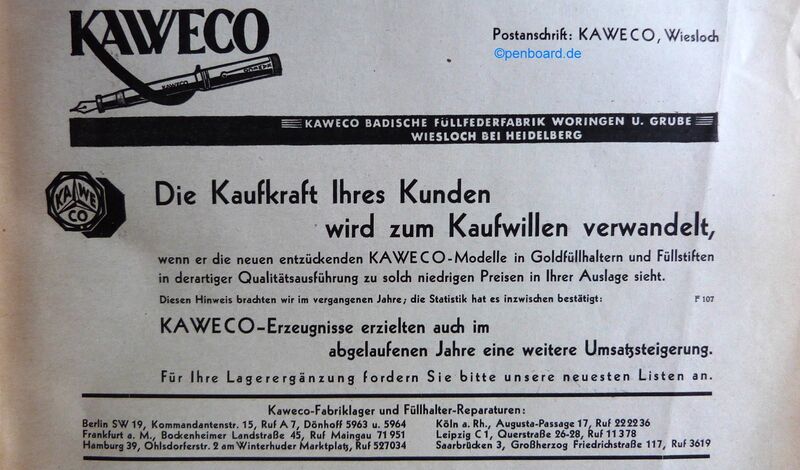 KAWECO
Postanschrift: KAWECO, Wiesloch
©penboard.de
KAWECO
KAWECO BADISCHE FÜLLFEDERFABRIK WORINGEN U. GRUBE
WIESLOCH BEI HEIDELBERG
KA WE
CO
Die Kaufkraft Ihres Kunden
wird zum Kaufwillen verwandelt,
wenn er die neuen entzückenden KAWECO-Modelle in Goldfüllhaltern und Füllstiften
in derartiger Qualitätsausführung zu solch niedrigen Preisen in Ihrer Auslage sieht.
Diesen Hinweis brachten wir im vergangenen Jahre; die Statistik hat es inzwischen bestätigt:
F 107
KAWECO-Erzeugnisse erzielten auch im
abgelaufenen Jahre eine weitere Umsatzsteigerung.
Für Ihre Lagerergänzung fordern Sie bitte unsere neuesten Listen an.
Kaweco-Fabriklager und Füllhalter-Reparaturen:
Berlin SW 19, Kommandantenstr. 15, Ruf A 7, Dönhoff 5963 u. 5964
Köln a. Rh., Augusta-Passage 17, Ruf 222236
Frankfurt a. M., Bockenheimer Landstraße 45, Ruf Maingau 71951
Leipzig C 1, Querstraße 26-28, Ruf 11378
Hamburg 39, Ohlsdorferstr. 2 am Winterhuder Marktplatz, Ruf 527034
Saarbrücken 3, Großherzog Friedrichstraße 117, Ruf 3619